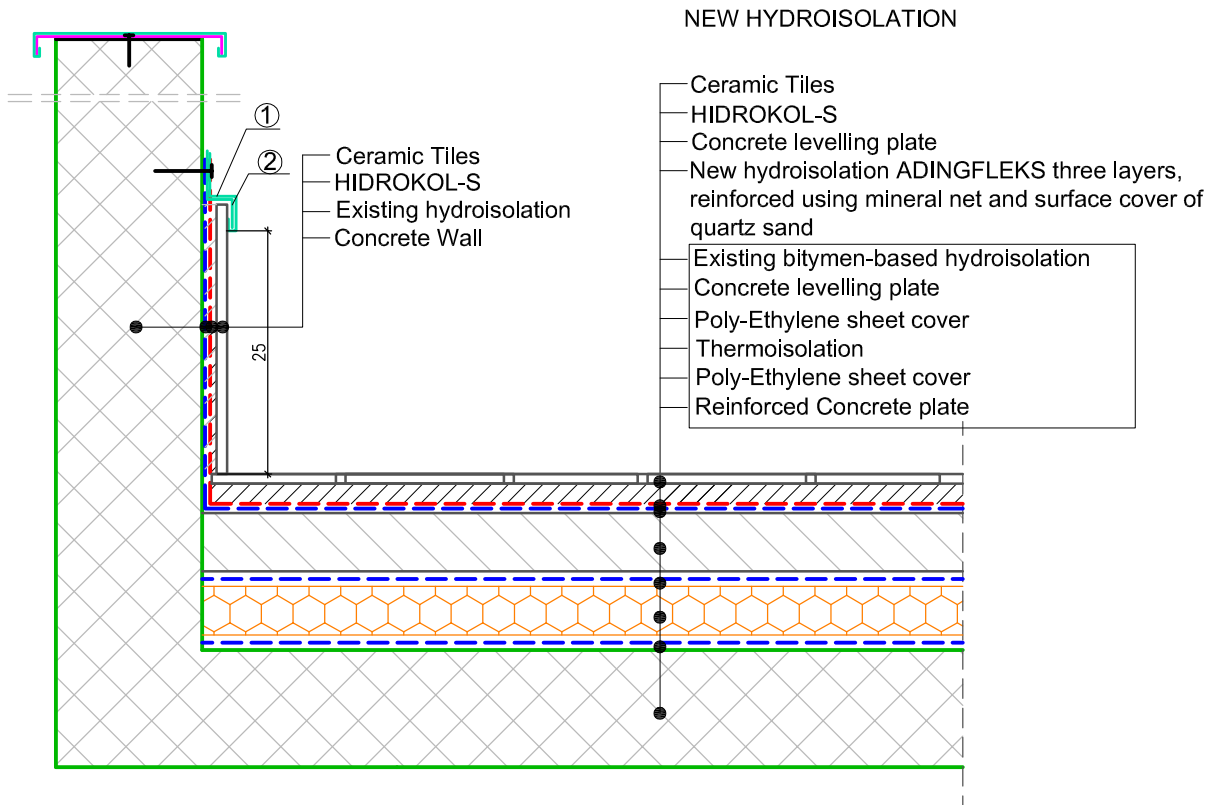 NEW HYDROISOLATION
1
2
Ceramic Tiles
HIDROKOL-S
Existing hydroisolation
Concrete Wall
25
Ceramic Tiles
HIDROKOL-S
Concrete levelling plate
New hydroisolation ADINGFLEKS three layers,
reinforced using mineral net and surface cover of
quartz sand
Existing bitymen-based hydroisolation
Concrete levelling plate
Poly-Ethylene sheet cover
Thermoisolation
Poly-Ethylene sheet cover
Reinforced Concrete plate